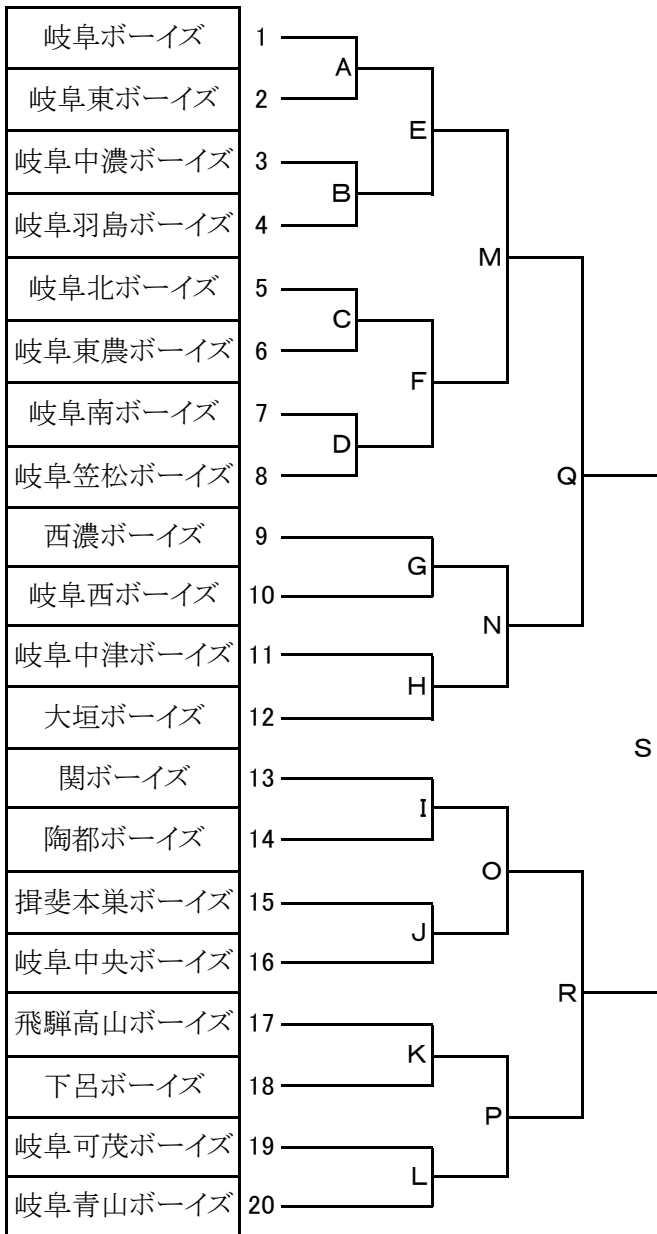 岐阜ボーイズ 1
A
岐阜東ボーイズ 2
E
岐阜中濃ボーイズ 3
B
岐阜羽島ボーイズ 4
M
岐阜北ボーイズ 5
C
岐阜東農ボーイズ 6
F
岐阜南ボーイズ 7
D
岐阜笠松ボーイズ 8
Q
西濃ボーイズ 9
G
岐阜西ボーイズ 10
N
岐阜中津ボーイズ 11
H
大垣ボーイズ 12
S
関ボーイズ 13
I
陶都ボーイズ 14
O
揖斐本巣ボーイズ 15
J
岐阜中央ボーイズ 16
R
飛騨高山ボーイズ 17
K
下呂ボーイズ 18
P
岐阜可茂ボーイズ 19
L
岐阜青山ボーイズ 20